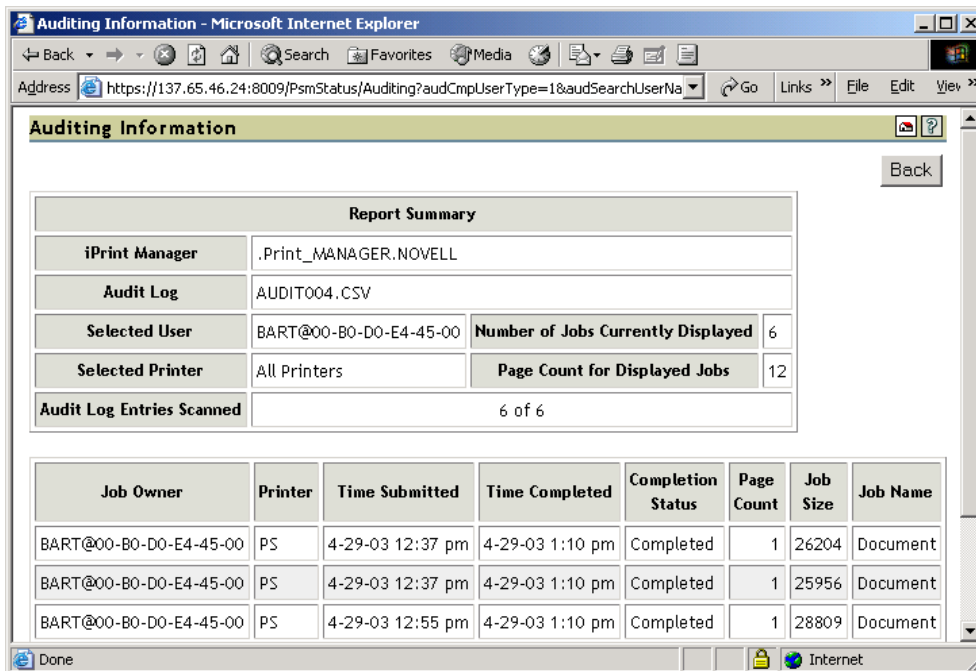 Auditing Information - Microsoft Internet Explorer
Back Search Favorites Media
Address https://137.65.46.24:8009/PsmStatus/Auditing?audCmpUserType=1&audSearchUserNa Go Links » File Edit »
Auditing Information
Back
Report Summary
iPrint Manager .Print_MANAGER.NOVELL
Audit Log AUDIT004.CSV
Selected User BART@00-B0-D0-E4-45-00 Number of Jobs Currently Displayed 6
Selected Printer All Printers Page Count for Displayed Jobs 12
Audit Log Entries Scanned 6 of 6
Job Owner Printer Time Submitted Time Completed Completion Status Page Count Job Size Job Name
BART@00-B0-D0-E4-45-00 PS 4-29-03 12:37 pm 4-29-03 1:10 pm Completed 1 26204 Document
BART@00-B0-D0-E4-45-00 PS 4-29-03 12:37 pm 4-29-03 1:10 pm Completed 1 25956 Document
BART@00-B0-D0-E4-45-00 PS 4-29-03 12:55 pm 4-29-03 1:10 pm Completed 1 28809 Document
Done Internet